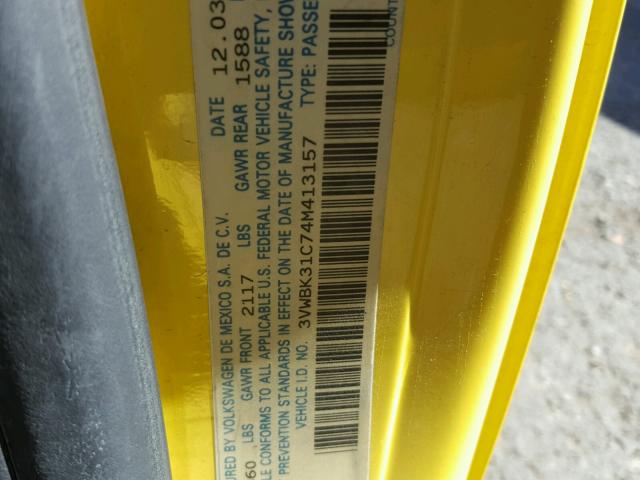 URED BY VOLKSWAGEN DE MEXICO S.A. DE C.V. DATE 12.03
60 LBS GAWR FRONT 2117 LBS GAWR REAR 1588
LE CONFORMS TO ALL APPLICABLE U.S. FEDERAL MOTOR VEHICLE SAFETY,
PREVENTION STANDARDS IN EFFECT ON THE DATE OF MANUFACTURE SHOW
VEHICLE I.D. NO. 3VWBK31C74M413157 TYPE: PASSE
COUNT